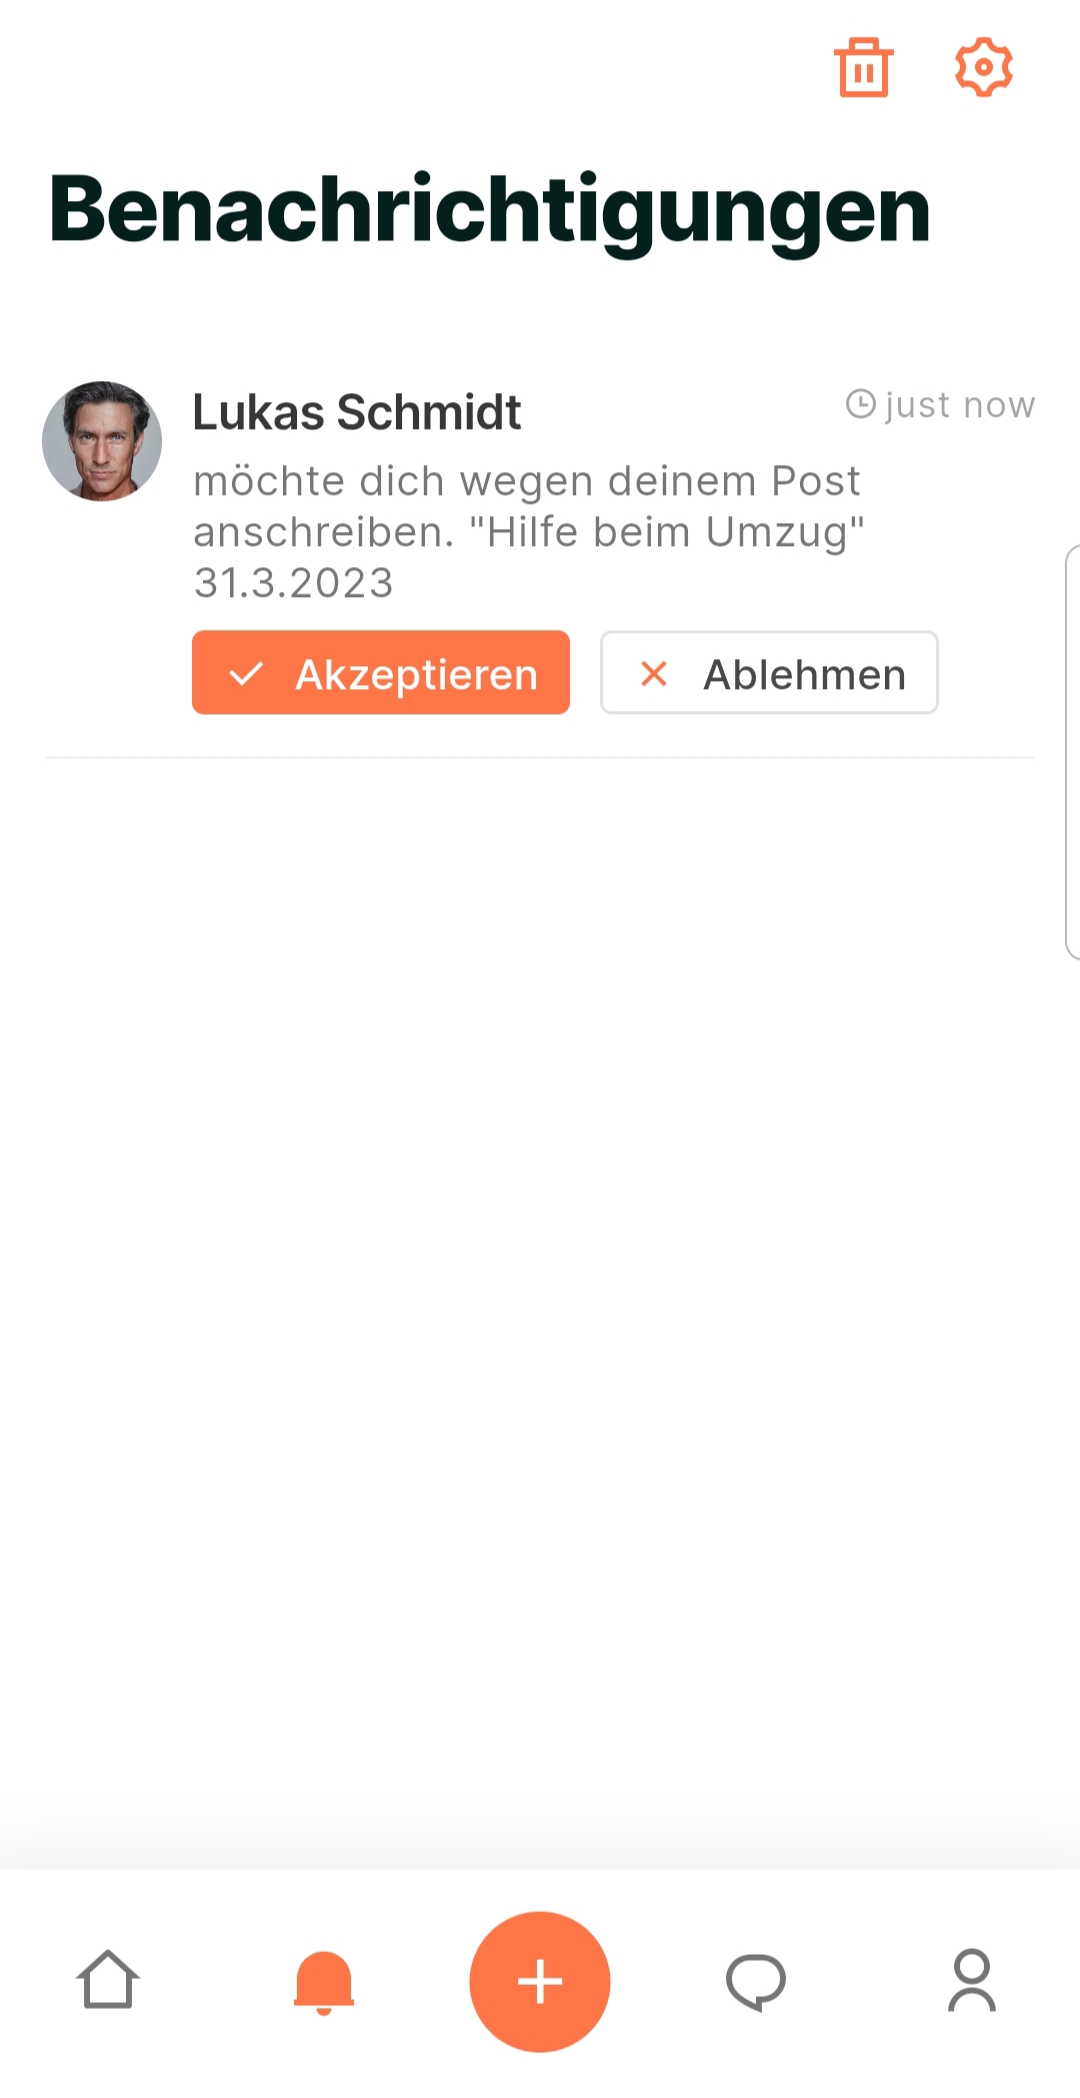 Benachrichtigungen
Lukas Schmidt
just now
möchte dich wegen deinem Post
anschreiben. "Hilfe beim Umzug"
31.3.2023
Akzeptieren
Ablehmen